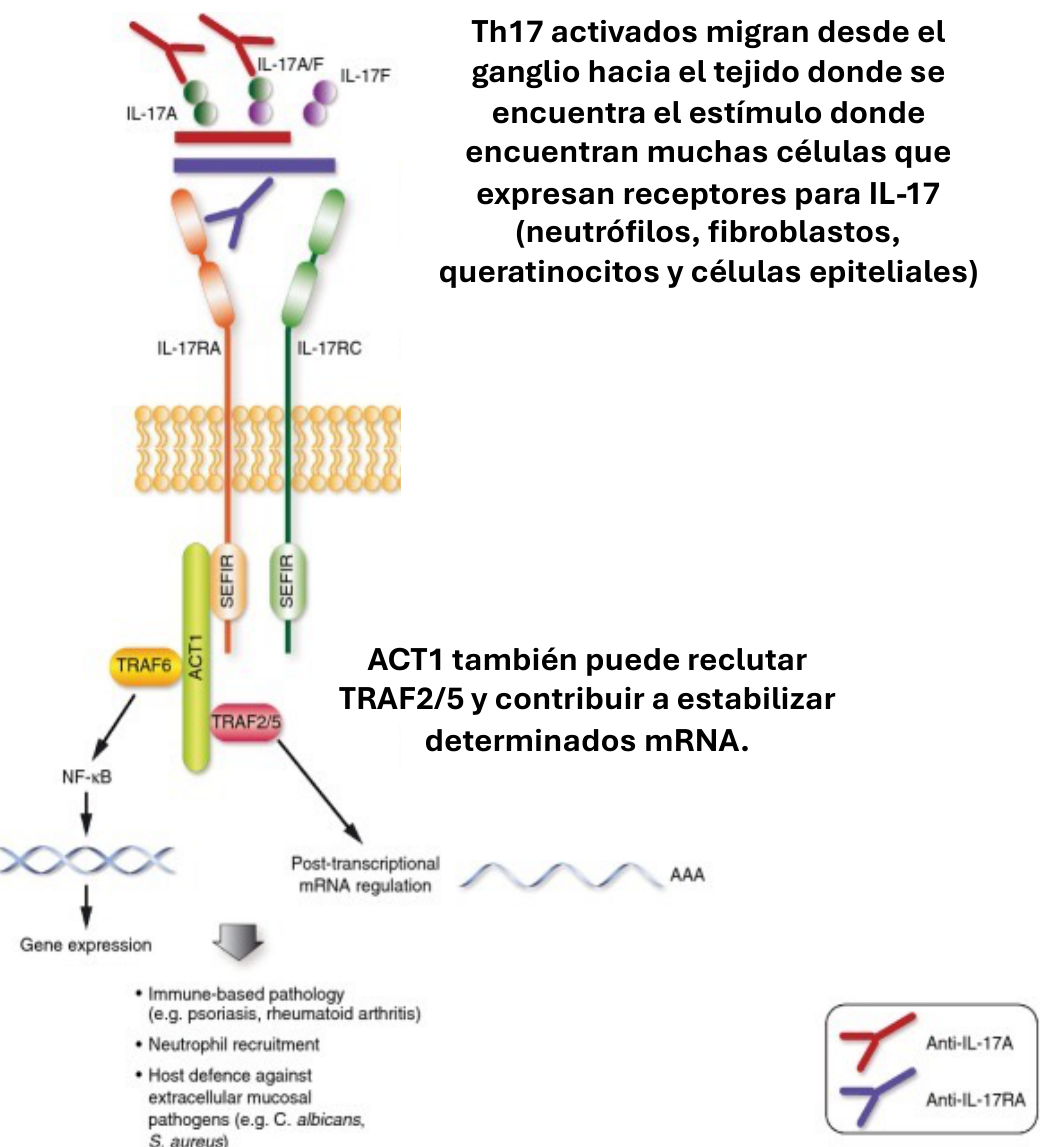 Th17 activados migran desde el
ganglio hacia el tejido donde se
encuentra el estímulo donde
encuentran muchas células que
expresan receptores para IL-17
(neutrófilos, fibroblastos,
queratinocitos y células epiteliales)
IL-17A/F
IL-17F
IL-17A
IL-17RA
IL-17RC
SEFIR
SEFIR
ACT1
TRAF6
TRAF2/5
ACT1 también puede reclutar
TRAF2/5 y contribuir a estabilizar
determinados mRNA.
NF-κB
Post-transcriptional
mRNA regulation
AAA
Gene expression
• Immune-based pathology
(e.g. psoriasis, rheumatoid arthritis)
• Neutrophil recruitment
• Host defence against
extracellular mucosal
pathogens (e.g. C. albicans,
S. aureus)
Anti-IL-17A
Anti-IL-17RA